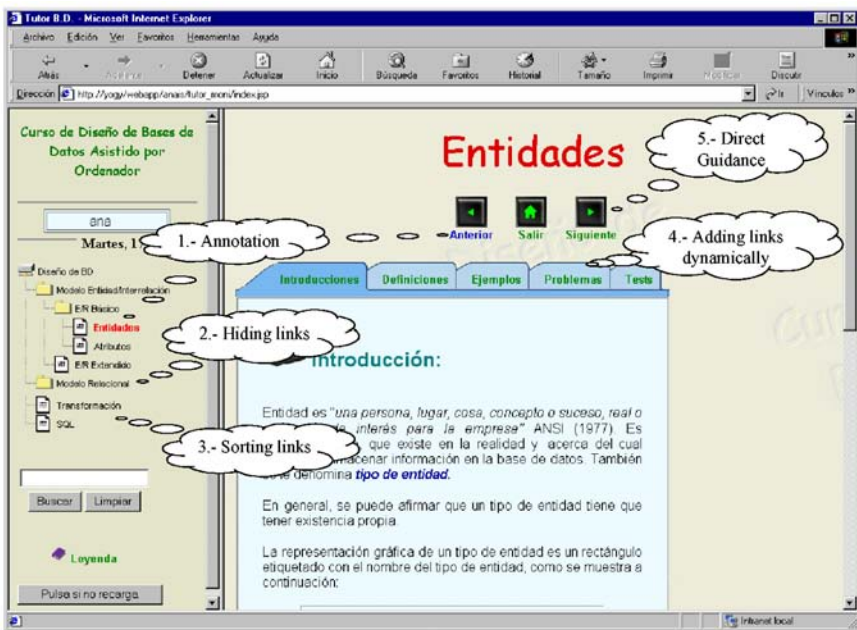 Tutor B.D. - Microsoft Internet Explorer
Archivo Edición Ver Favoritos Herramientas Ayuda
Atrás Detener Actualizar Inicio Búsqueda Favoritos Historial Tamaño Imprimir Discutir
Dirección http://yogy/webapp/anais/tutor_moni/index.jsp Ir Vínculos
Curso de Diseño de Bases de
Datos Asistido por
Ordenador
ana
Martes, 1
Diseño de BD
Modelo Entidad/Interrelación
E/R Básico
Entidades
Atributos
E/R Extendido
Modelo Relacional
Transformación
SQL
Buscar Limpiar
Leyenda
Pulse si no recarga
Entidades
Anterior Salir Siguiente
1.- Annotation
2.- Hiding links
3.- Sorting links
4.- Adding links
dynamically
5.- Direct
Guidance
Introducciones Definiciones Ejemplos Problemas Tests
Introducción:
Entidad es "una persona, lugar, cosa, concepto o suceso, real o
de interés para la empresa" ANSI (1977). Es
que existe en la realidad y acerca del cual
información en la base de datos. También
denomina tipo de entidad.
En general, se puede afirmar que un tipo de entidad tiene que
tener existencia propia.
La representación gráfica de un tipo de entidad es un rectángulo
etiquetado con el nombre del tipo de entidad, como se muestra a
continuación:
Intranet local